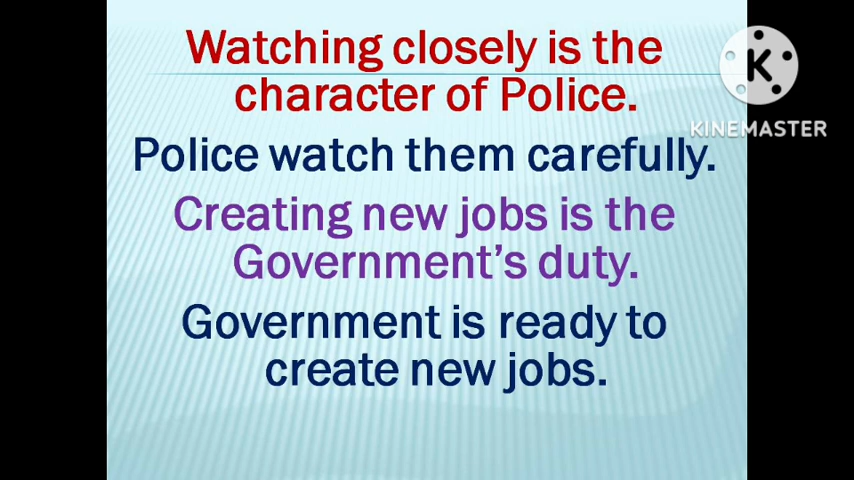 Watching closely is the
character of Police.
KINEMASTER
Police watch them carefully.
Creating new jobs is the
Government's duty.
Government is ready to
create new jobs.